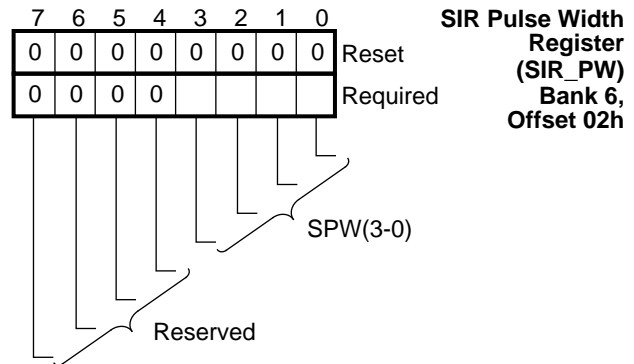 7 6 5 4 3 2 1 0
SIR Pulse Width
Register
(SIR_PW)
Bank 6,
Offset 02h
0 0 0 0 0 0 0 0 Reset
0 0 0 0 Required
SPW(3-0)
Reserved